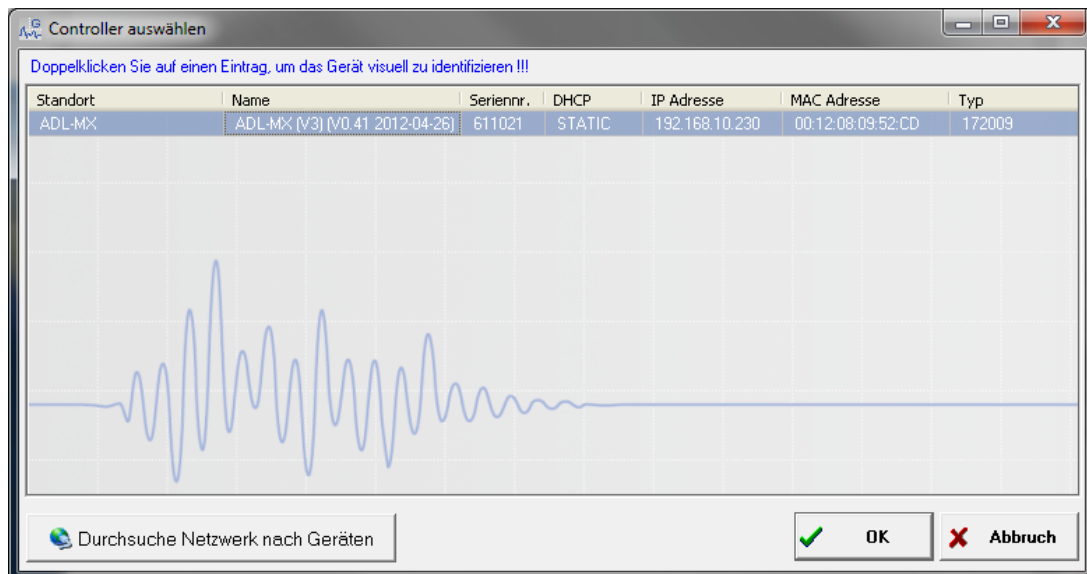 Controller auswählen
Doppelklicken Sie auf einen Eintrag, um das Gerät visuell zu identifizieren !!!
Standort Name Seriennr. DHCP IP Adresse MAC Adresse Typ
ADL-MX ADL-MX (V3) (V0.41 2012-04-26) 611021 STATIC 192.168.10.230 00:12:08:09:52:CD 172009
Durchsuche Netzwerk nach Geräten OK Abbruch